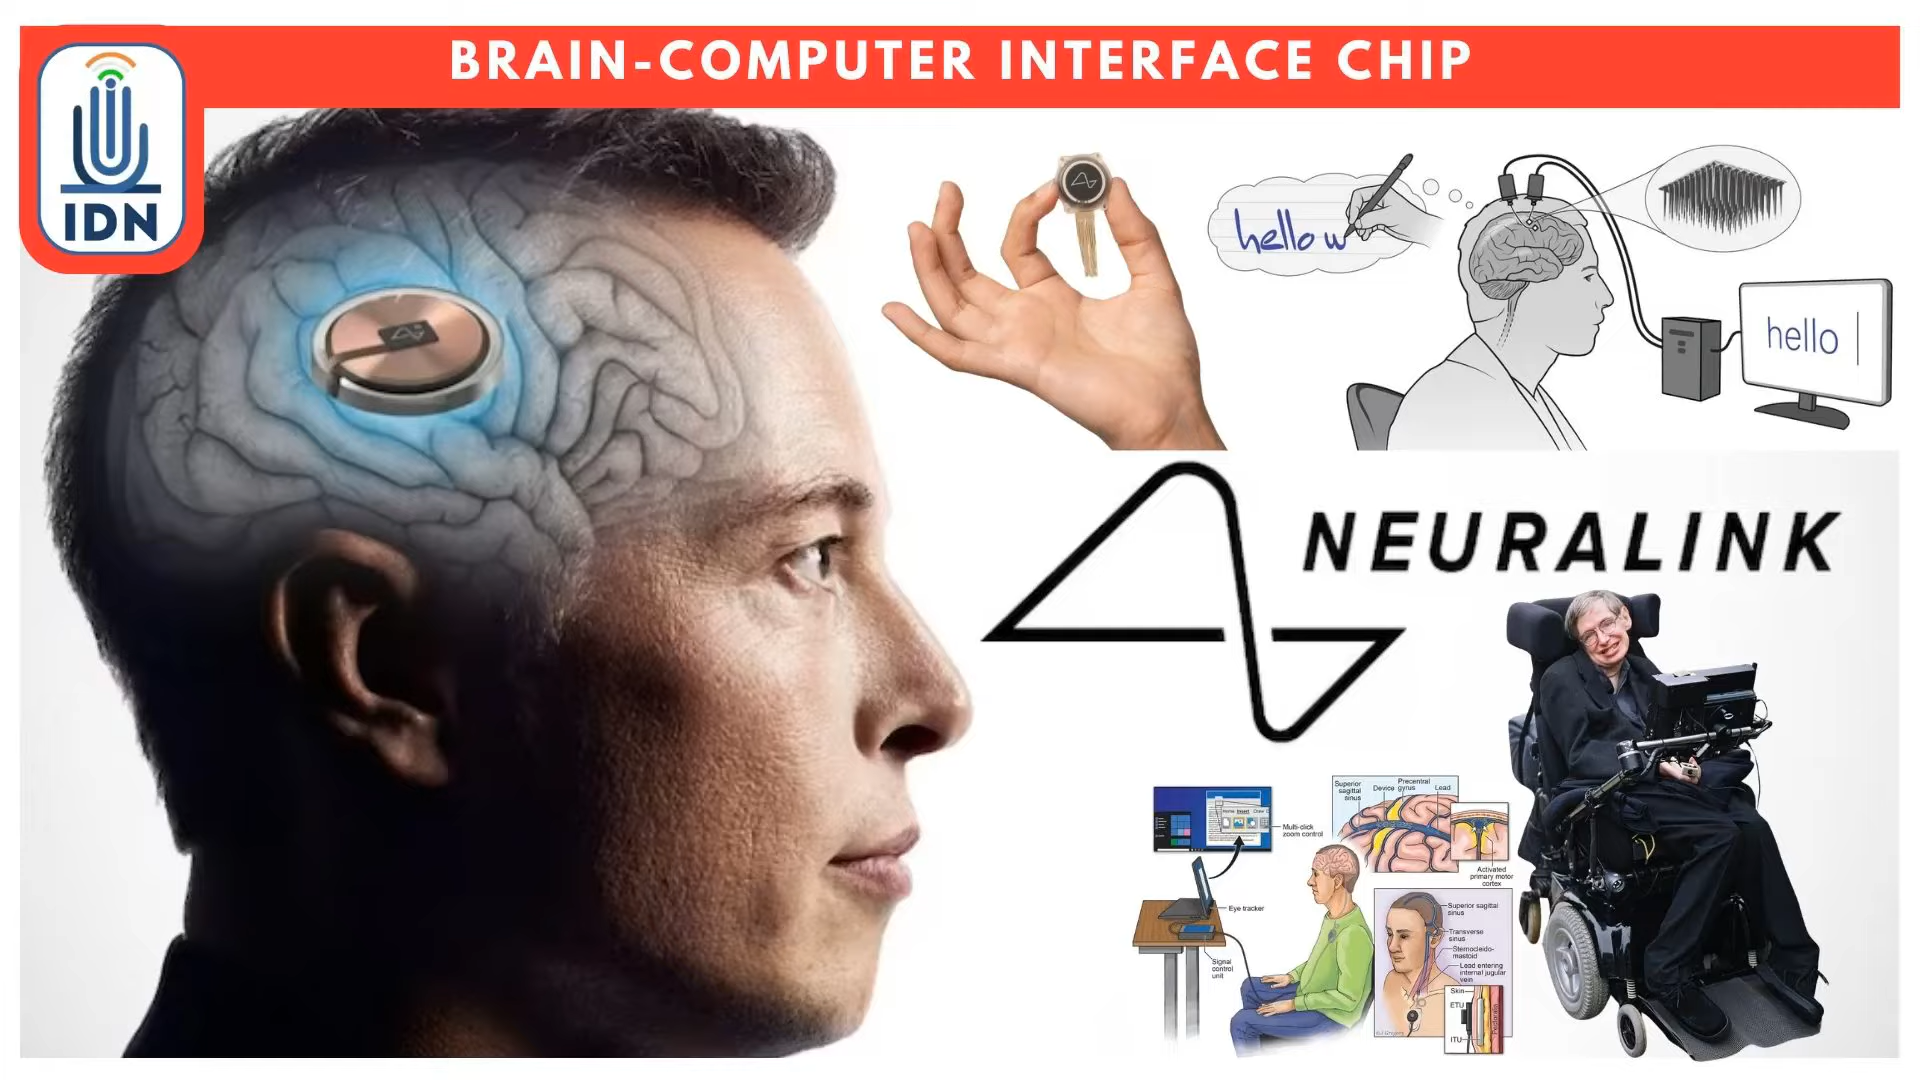 BRAIN-COMPUTER INTERFACE CHIP
IDN
hello w
hello
NEURALINK
Multi-click
zoom control
Eye tracker
Signal
control
unit
Superior
sagittal
sinus
Device
Precentral
gyrus
Lead
Activated
primary motor
cortex
Superior sagittal
sinus
Transverse
sinus
Sternocleido-
mastoid
Lead entering
internal jugular
vein
Skin
ETU
ITU